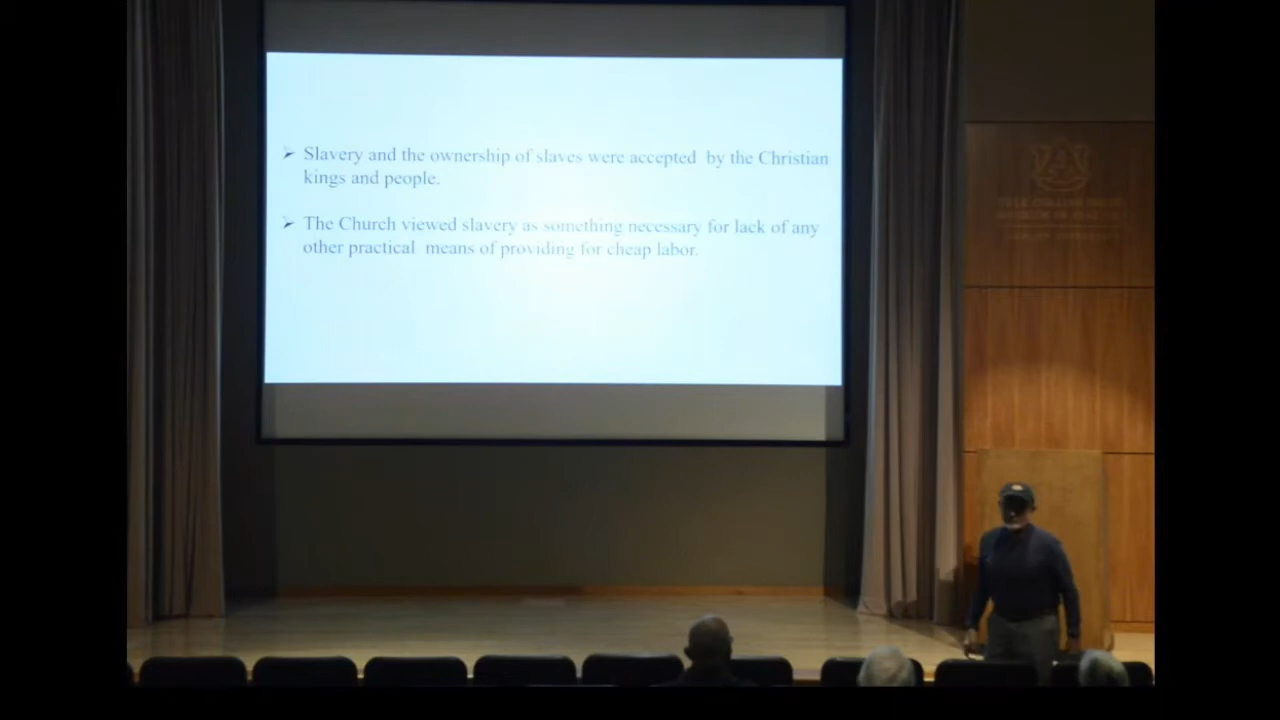 ➢ Slavery and the ownership of slaves were accepted by the Christian
kings and people.
➢ The Church viewed slavery as something necessary for lack of any
other practical means of providing for cheap labor.